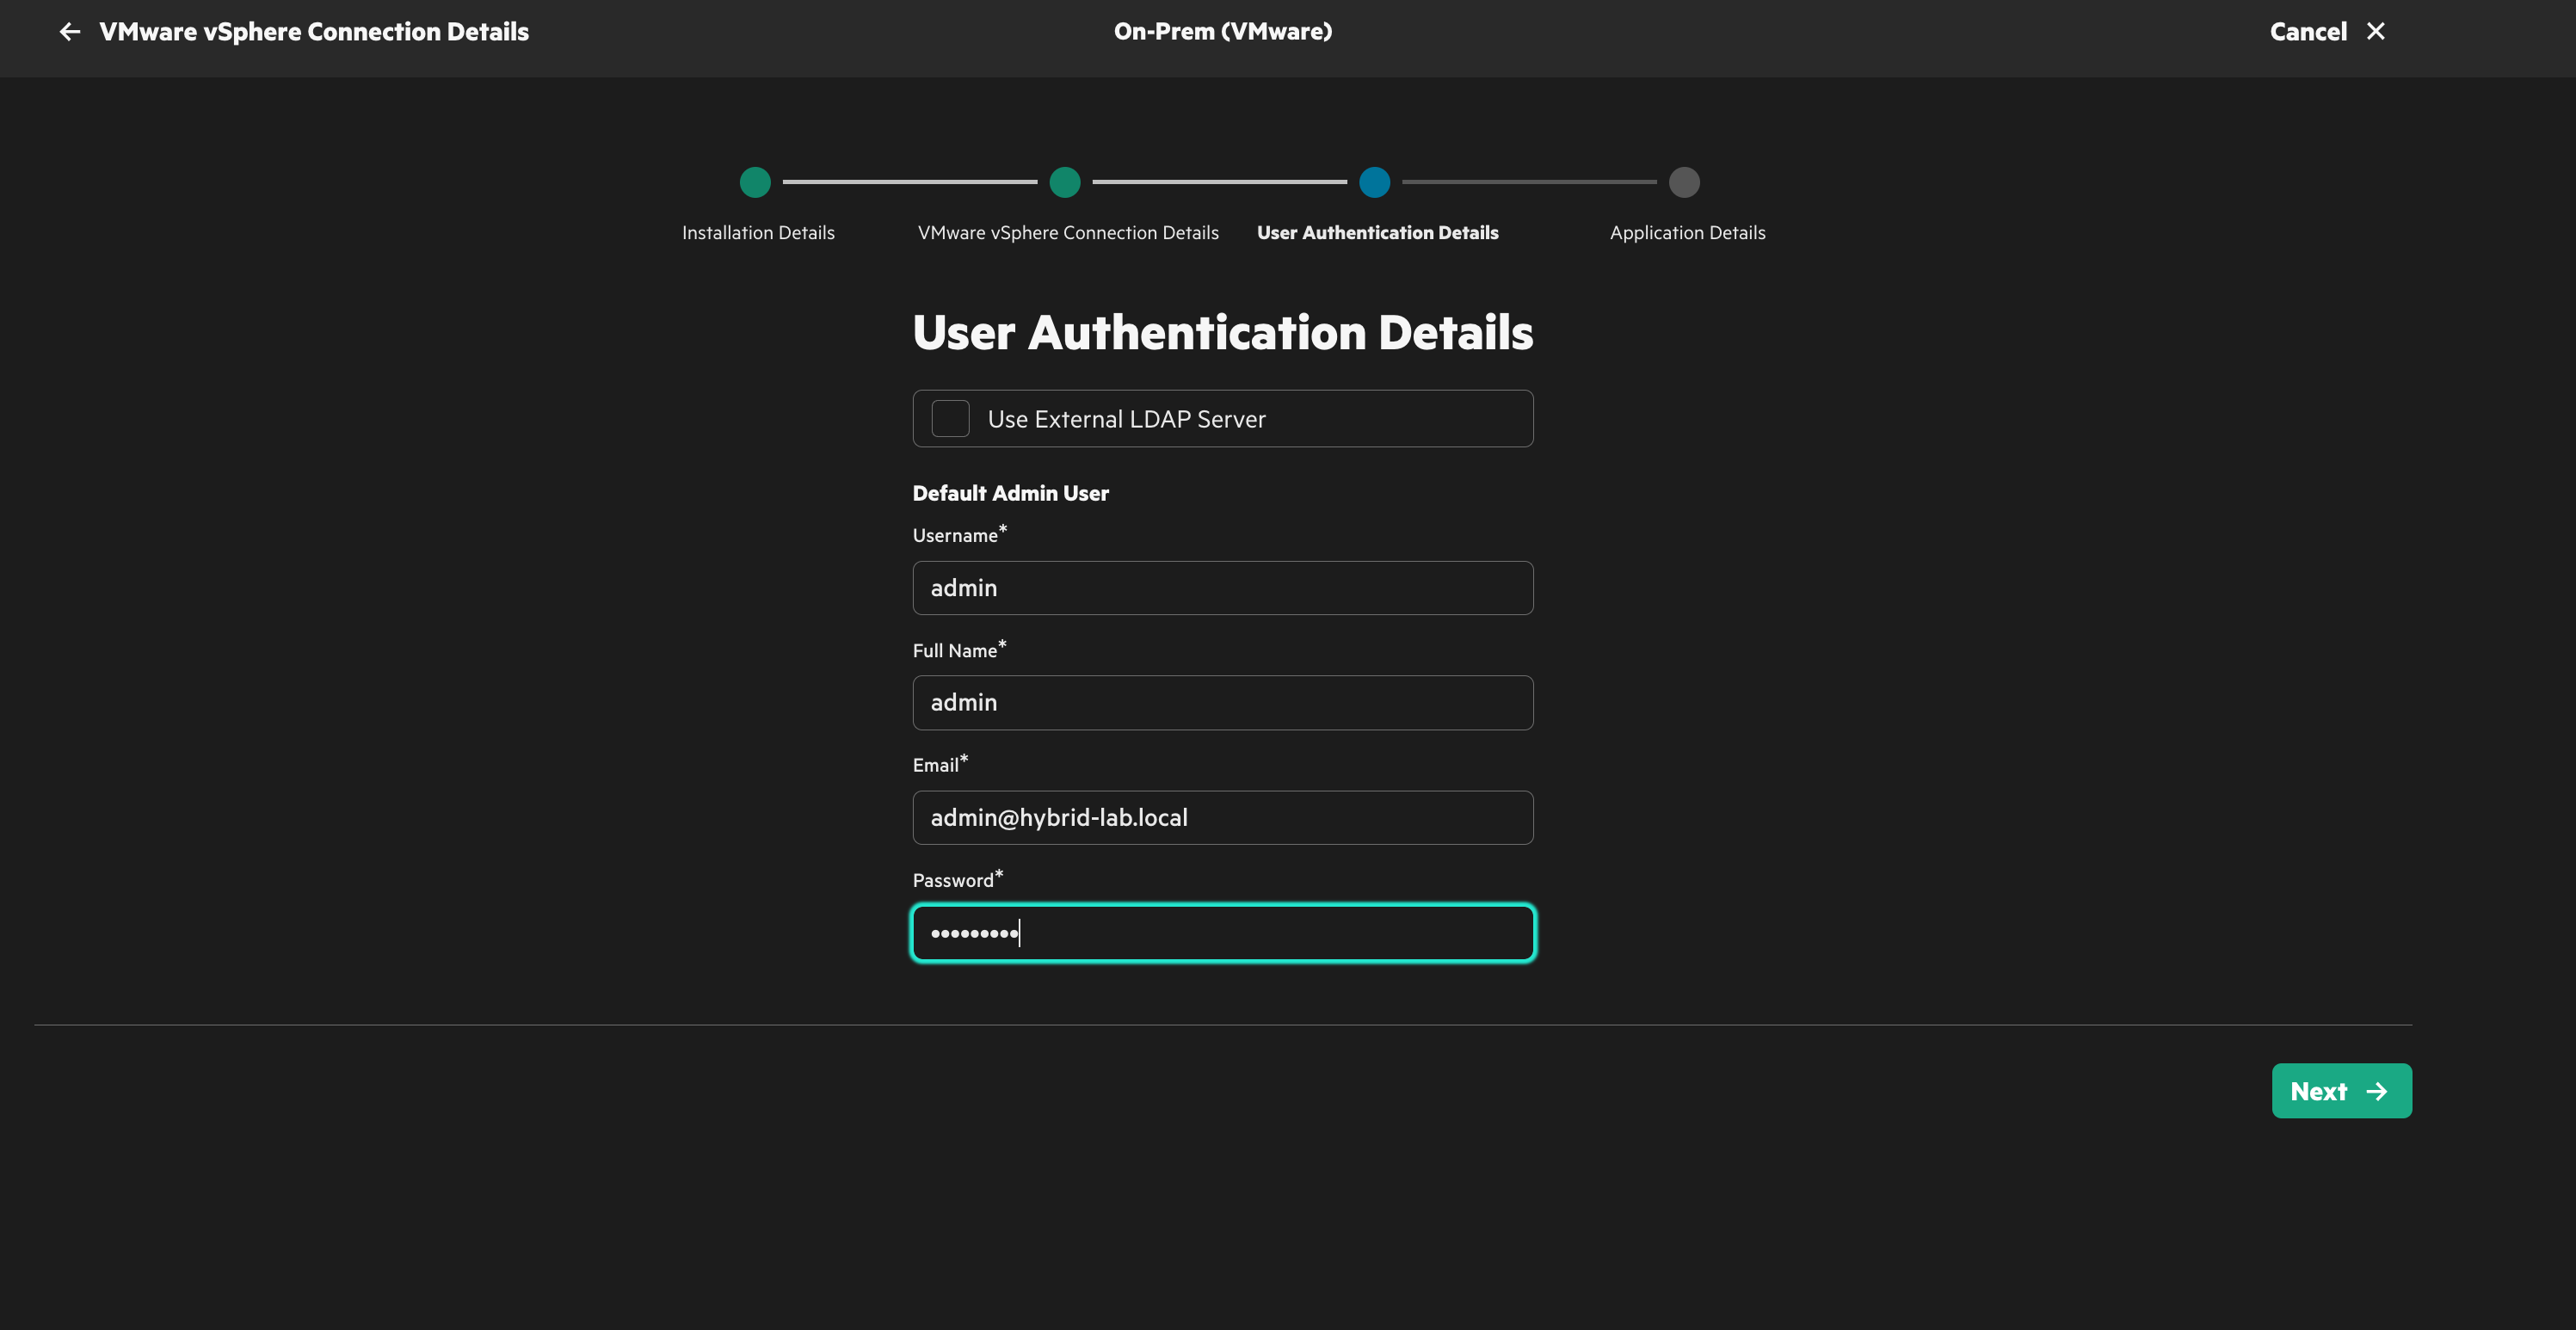 VMware vSphere Connection Details
On-Prem (VMware)
Cancel
Installation Details
VMware vSphere Connection Details
User Authentication Details
Application Details
User Authentication Details
Use External LDAP Server
Default Admin User
Username*
admin
Full Name*
admin
Email*
admin@hybrid-lab.local
Password*
•••••••••
Next